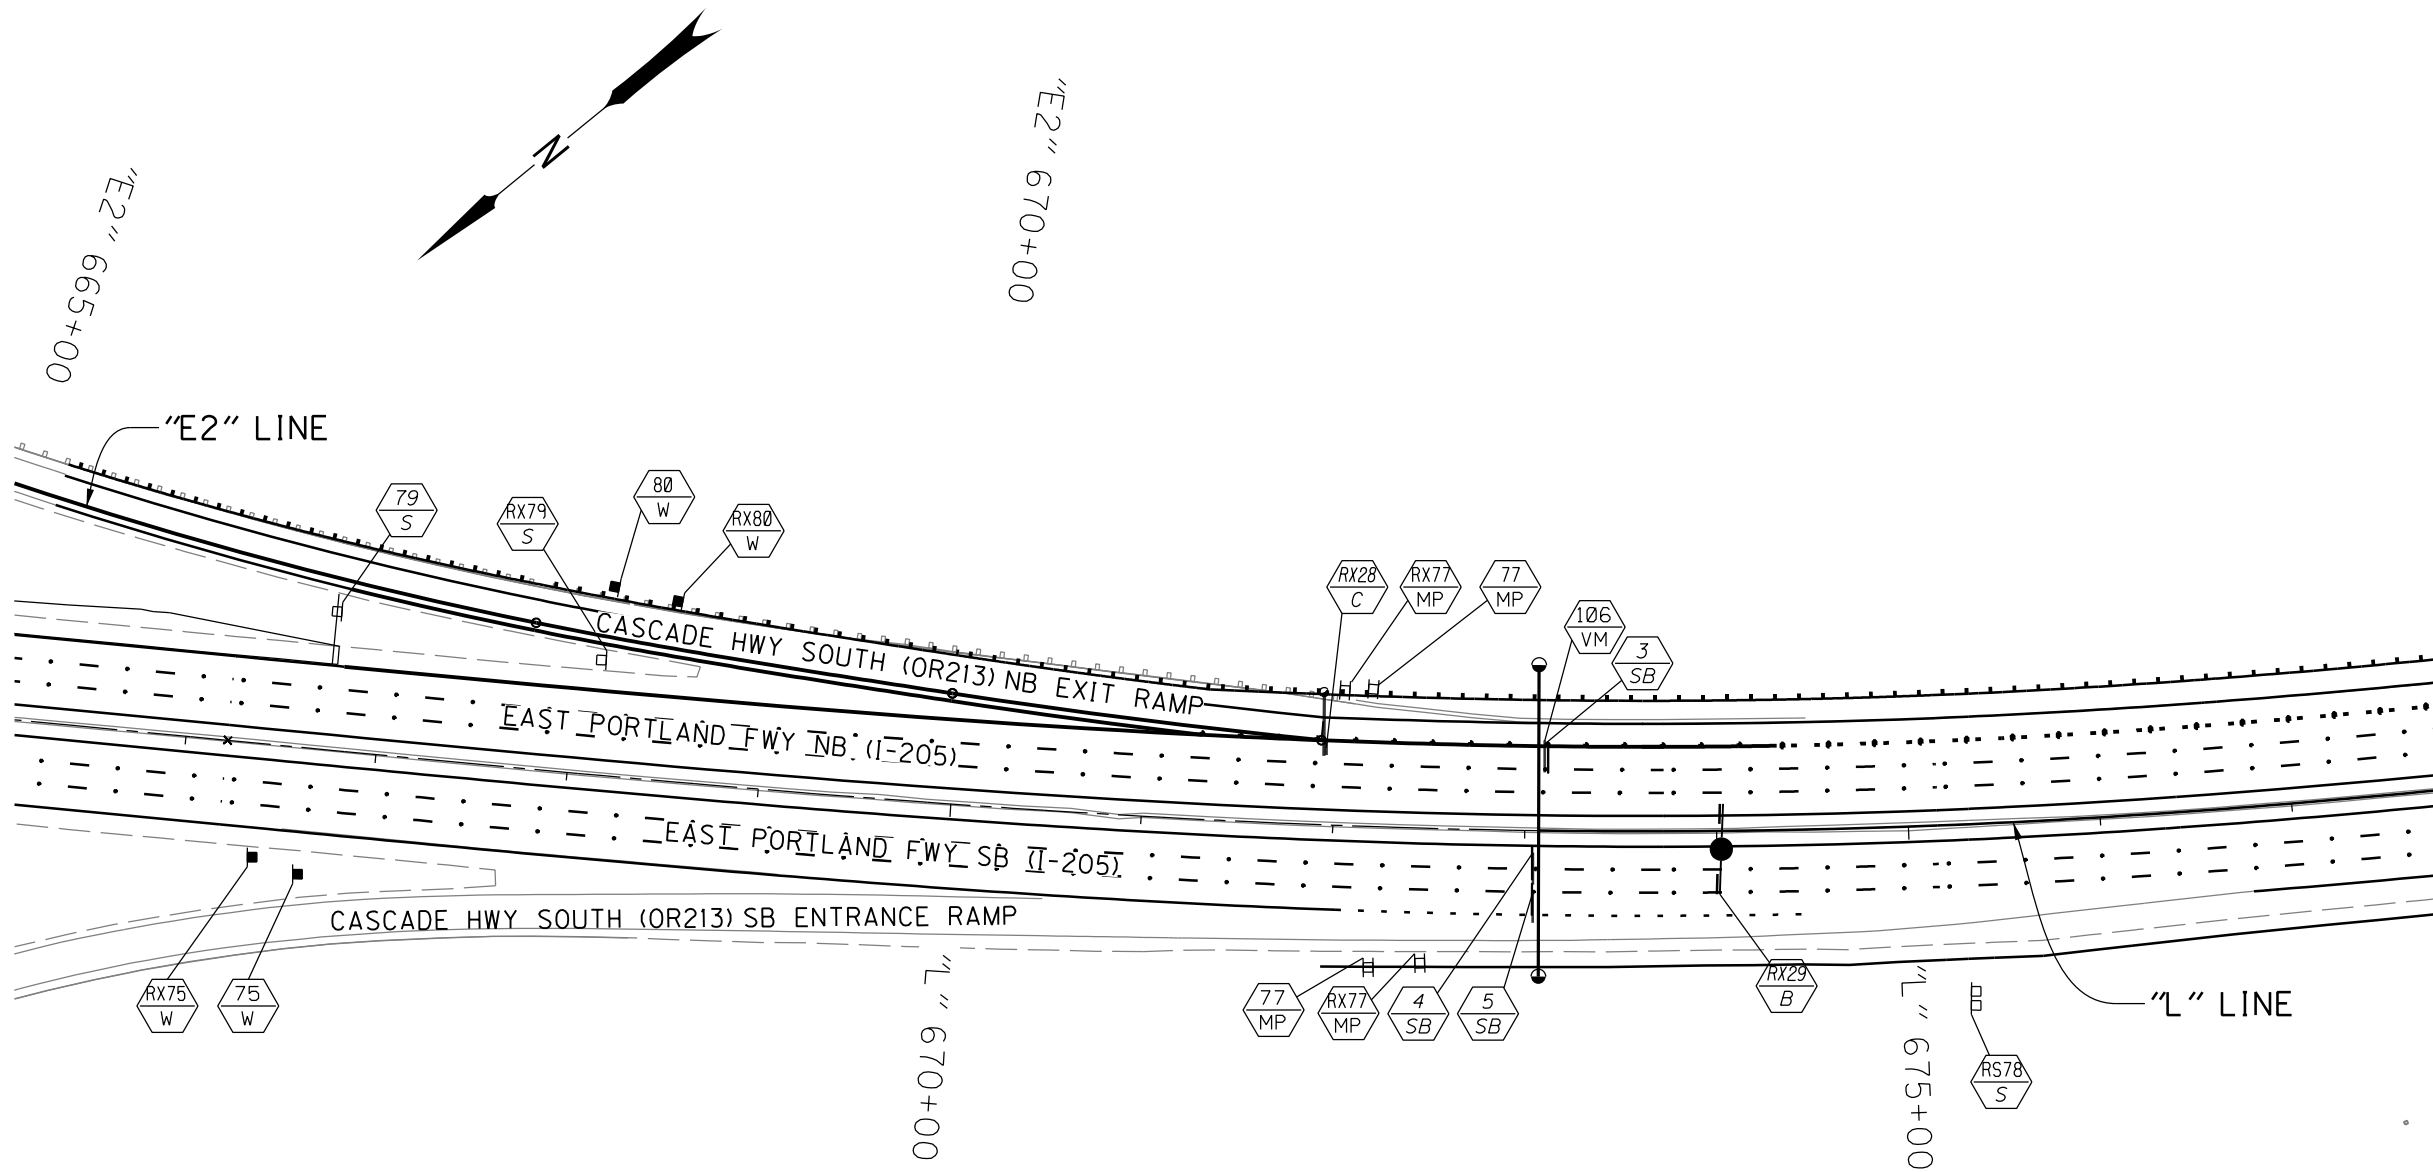 N
"E2" 665+00
"E2" 670+00
"E2" LINE
79
S
RX79
S
80
W
RX80
W
RX28
C
RX77
MP
77
MP
106
VM
3
SB
CASCADE HWY SOUTH (OR213) NB EXIT RAMP
EAST PORTLAND FWY NB (I-205)
EAST PORTLAND FWY SB (I-205)
CASCADE HWY SOUTH (OR213) SB ENTRANCE RAMP
RX75
W
75
W
77
MP
RX77
MP
4
SB
5
SB
RX29
B
"L" LINE
RS78
S
"L" 670+00
"L" 675+00